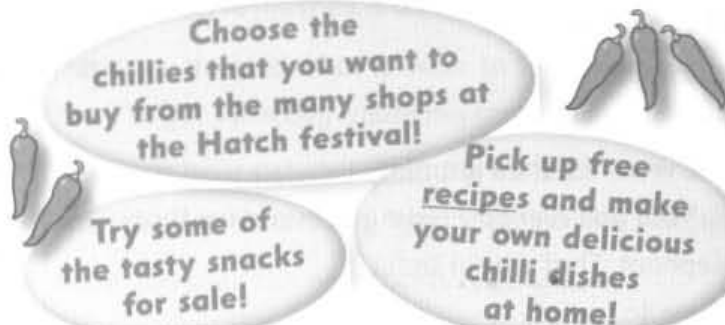 Choose the
chillies that you want to
buy from the many shops at
the Hatch festival!
Try some of
the tasty snacks
for sale!
Pick up free
recipes and make
your own delicious
chilli dishes
at home!